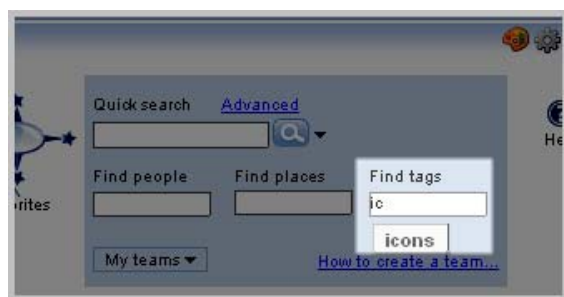 Quick search Advanced
He
Find people Find places Find tags
ic
rites
icons
My teams How to create a team...